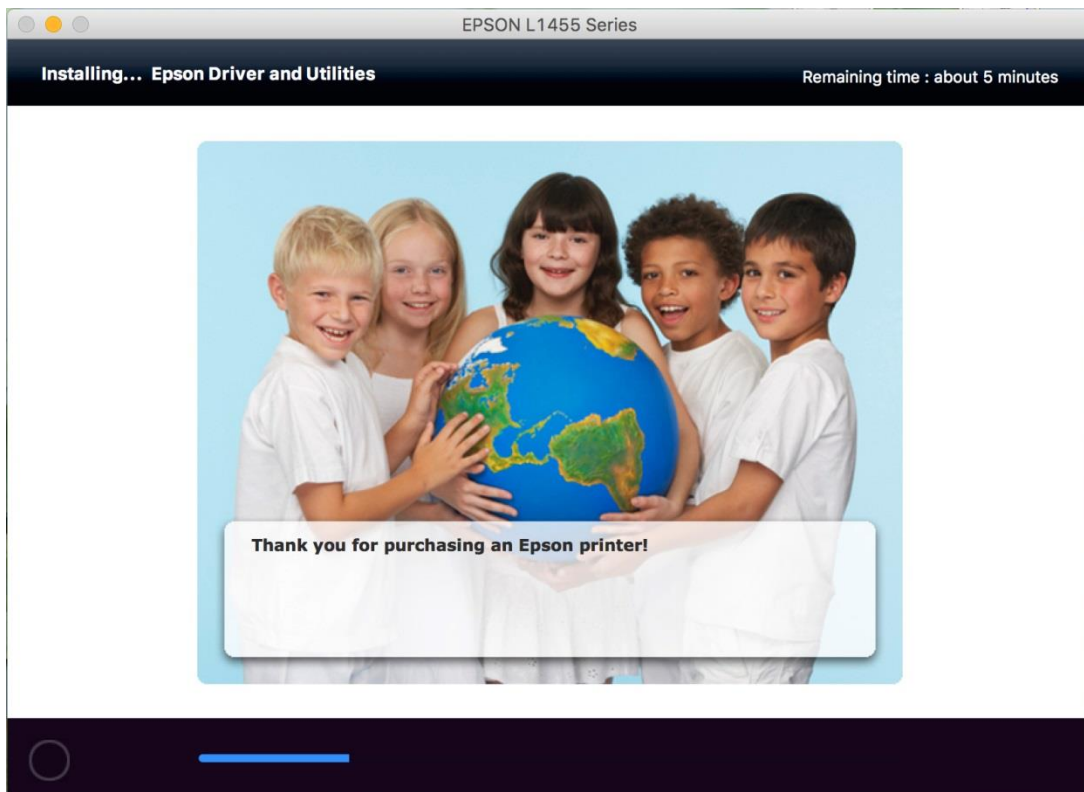 EPSON L1455 Series
Installing... Epson Driver and Utilities
Remaining time : about 5 minutes
Thank you for purchasing an Epson printer!